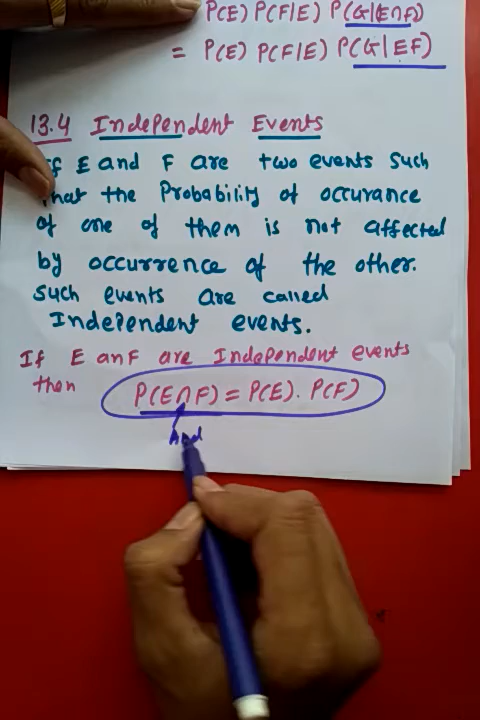 P(E) P(F|E) P(G|E∩F)
= P(E) P(F|E) P(G|EF)
13.4 Independent Events
If E and F are two events such
that the Probability of occurance
of one of them is not affected
by occurrence of the other.
Such events are called
Independent events.
If E anF are Independent events
then P(E∩F) = P(E). P(F)
And